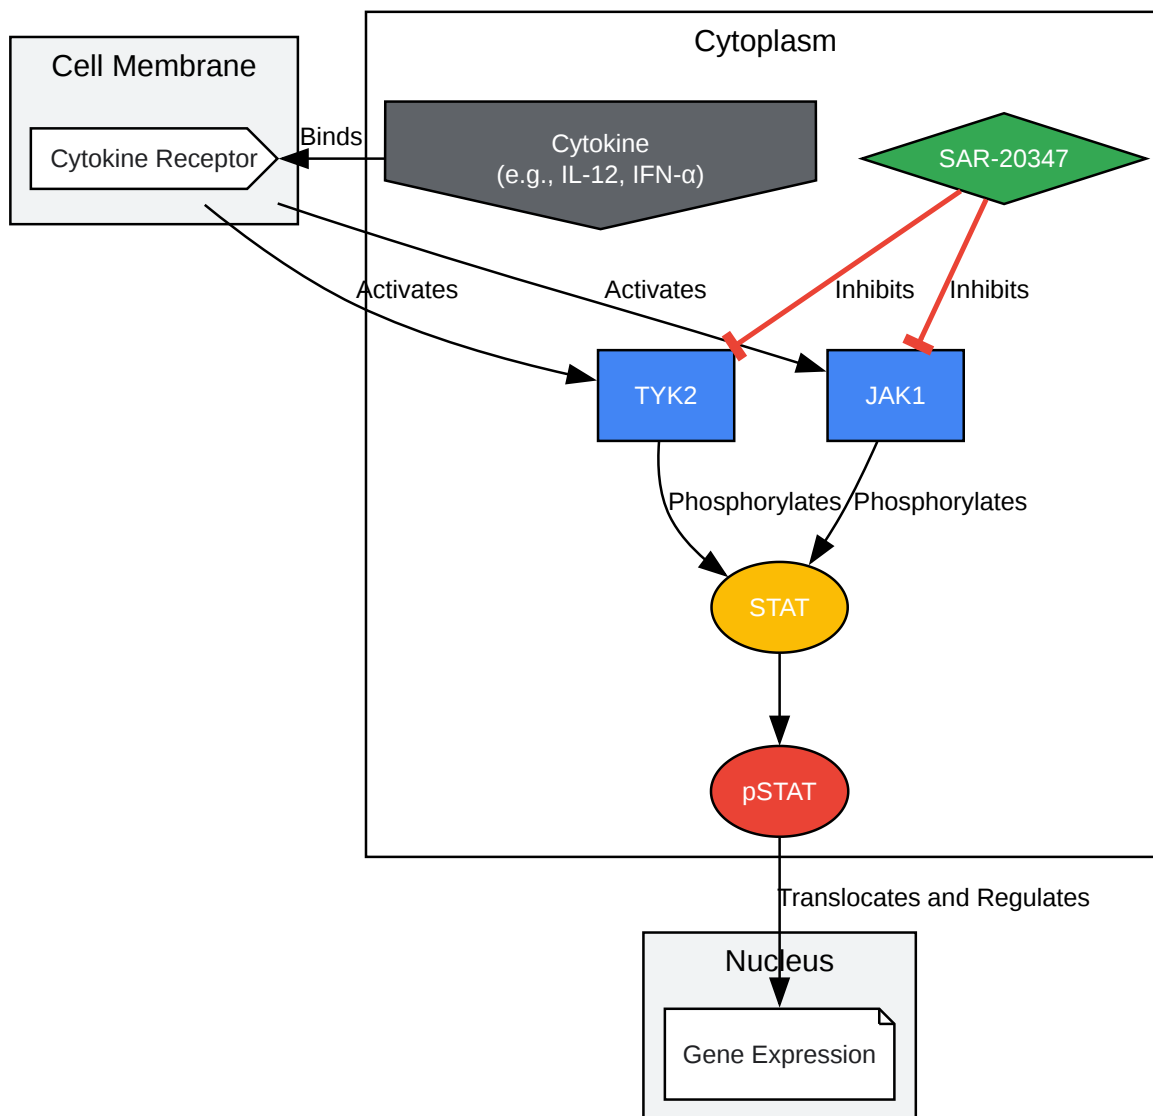 Cytoplasm
Cell Membrane
Cytokine Receptor
Binds
Cytokine
(e.g., IL-12, IFN-α)
SAR-20347
Activates
Activates
Inhibits
Inhibits
TYK2
JAK1
Phosphorylates
Phosphorylates
STAT
pSTAT
Translocates and Regulates
Nucleus
Gene Expression